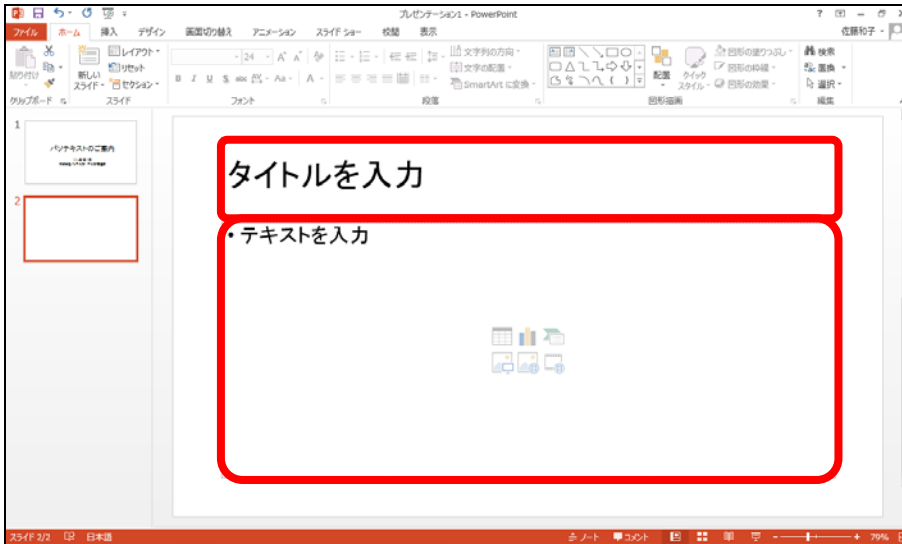 プレゼンテーション1 - PowerPoint
ファイル ホーム 挿入 デザイン 画面切り替え アニメーション スライド ショー 校閲 表示 佐藤和子
貼り付け
新しい
スライド
レイアウト
リセット
セクション
24
B I U S abc AV Aa A
文字列の方向
文字の配置
SmartArt に変換
配置
クイック
スタイル
図形の塗りつぶし
図形の枠線
図形の効果
検索
置換
選択
クリップボード スライド フォント 段落 図形描画 編集
1
パソテキストのご案内
2
タイトルを入力
• テキストを入力
スライド 2/2 日本語 ノート コメント 79%